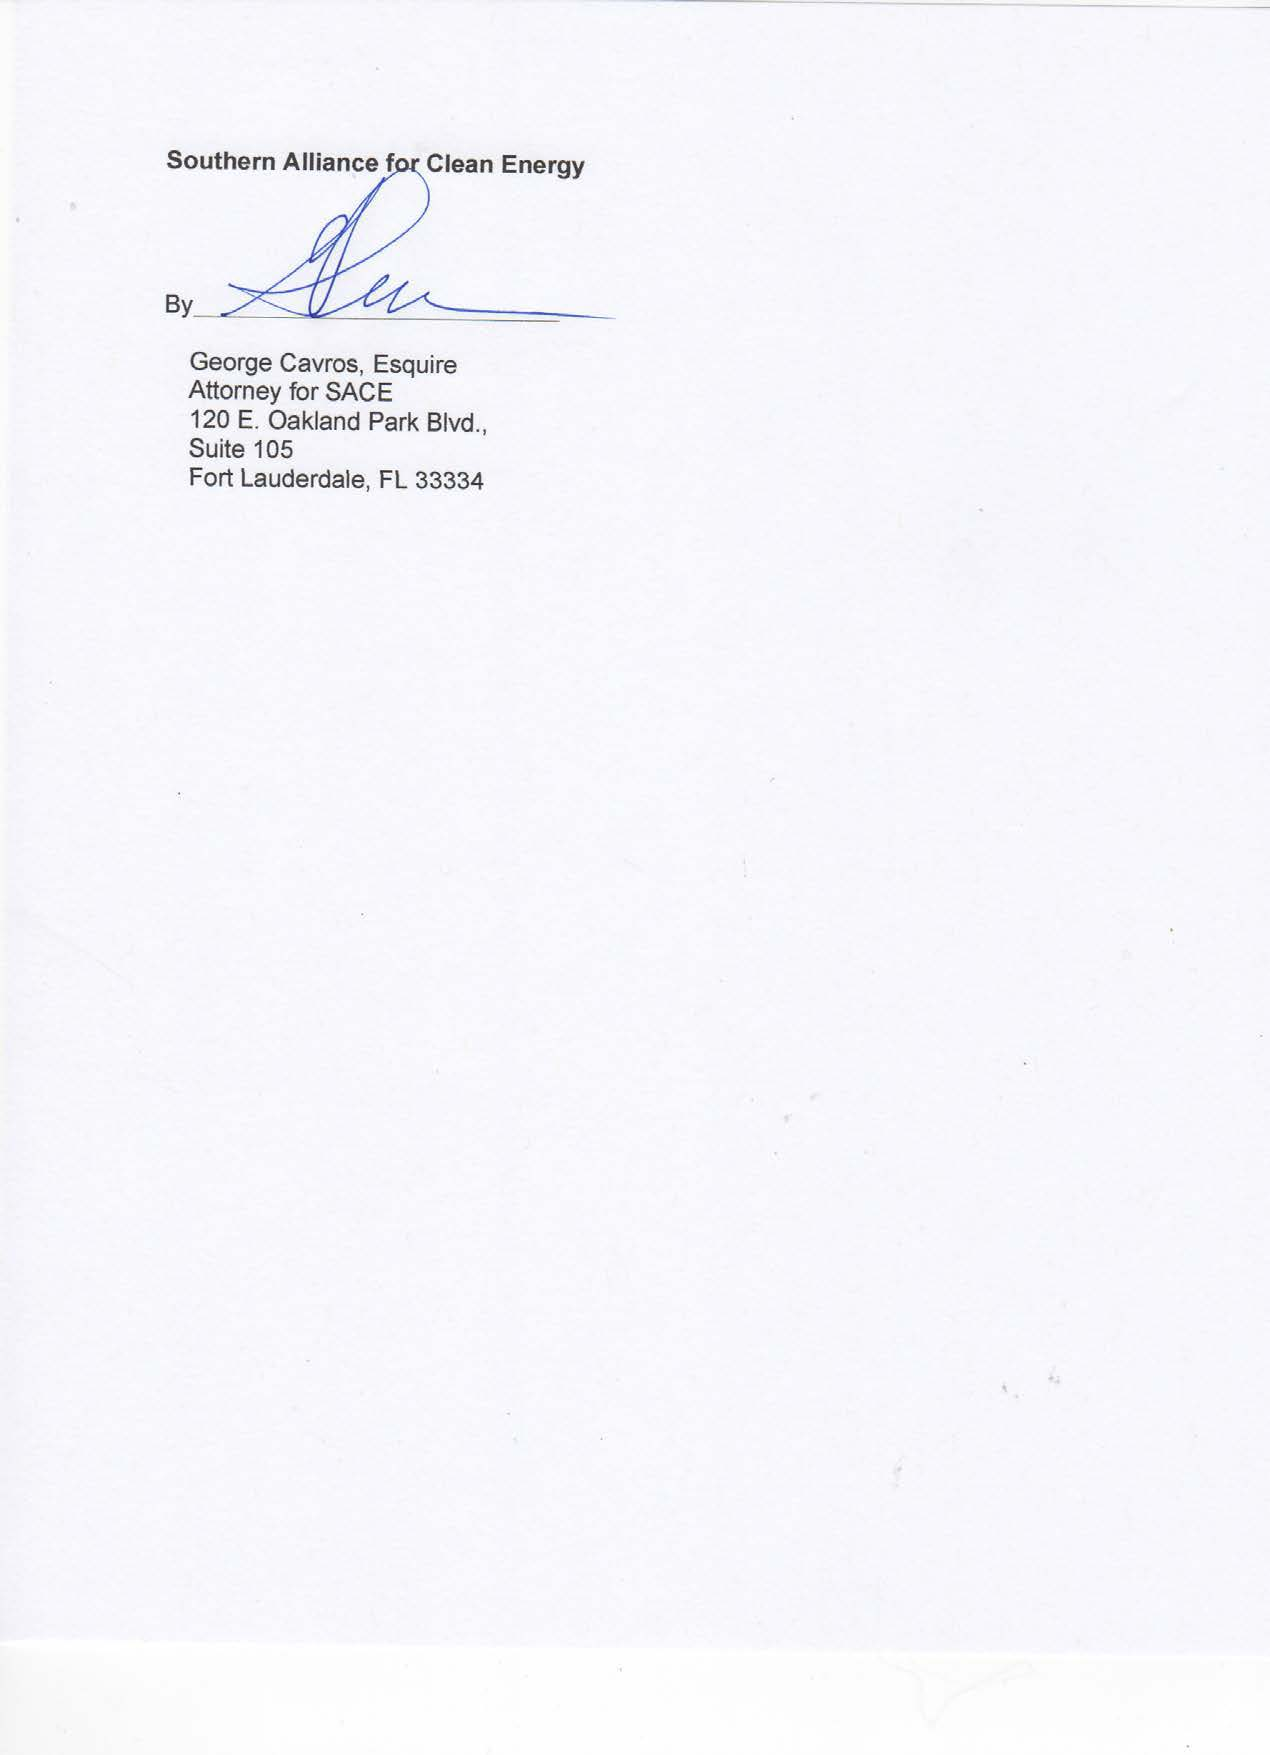 Southern Alliance for Clean Energy
By
George Cavros, Esquire
Attorney for SACE
120 E. Oakland Park Blvd.,
Suite 105
Fort Lauderdale, FL 33334